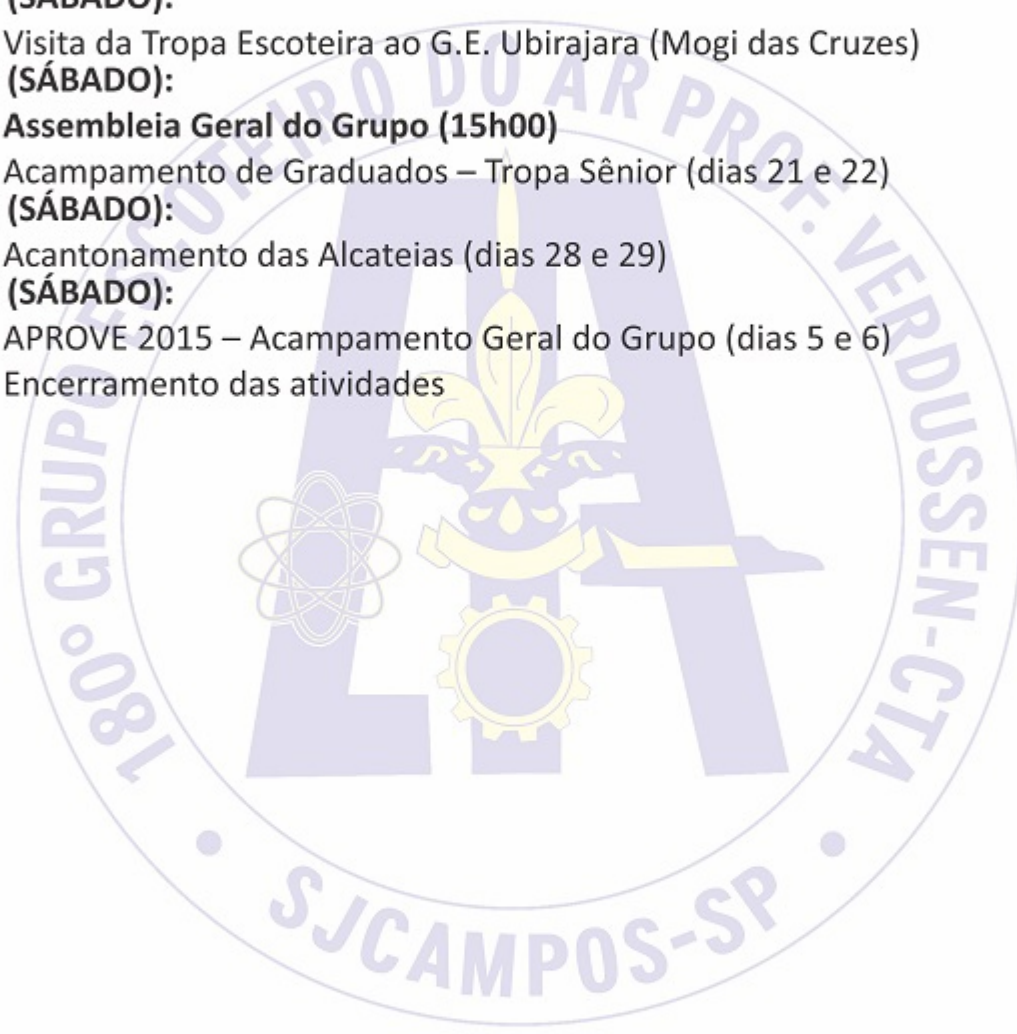 (SÁBADO):
Visita da Tropa Escoteira ao G.E. Ubirajara (Mogi das Cruzes)
(SÁBADO):
Assembleia Geral do Grupo (15h00)
Acampamento de Graduados – Tropa Sênior (dias 21 e 22)
(SÁBADO):
Acantonamento das Alcateias (dias 28 e 29)
(SÁBADO):
APROVE 2015 – Acampamento Geral do Grupo (dias 5 e 6)
Encerramento das atividades
180º GRUPO ESCOTEIRO DO AR PROF. VERDUSSEN-CTA
• SJCAMPOS-SP •